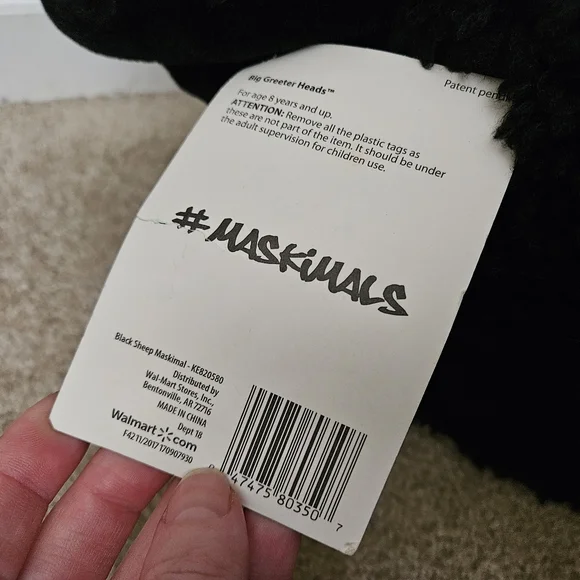 Big Greeter Heads™
Patent pen
For age 8 years and up.
ATTENTION: Remove all the plastic tags as
these are not part of the item. It should be under
the adult supervision for children use.
#MASKiMALS
Black Sheep Maskimal - KE820580
Distributed by
Wal-Mart Stores, Inc.,
Bentonville, AR 72716
MADE IN CHINA
Dept 18
Walmart.com
F4211/2017 170907930
47475 80350 7